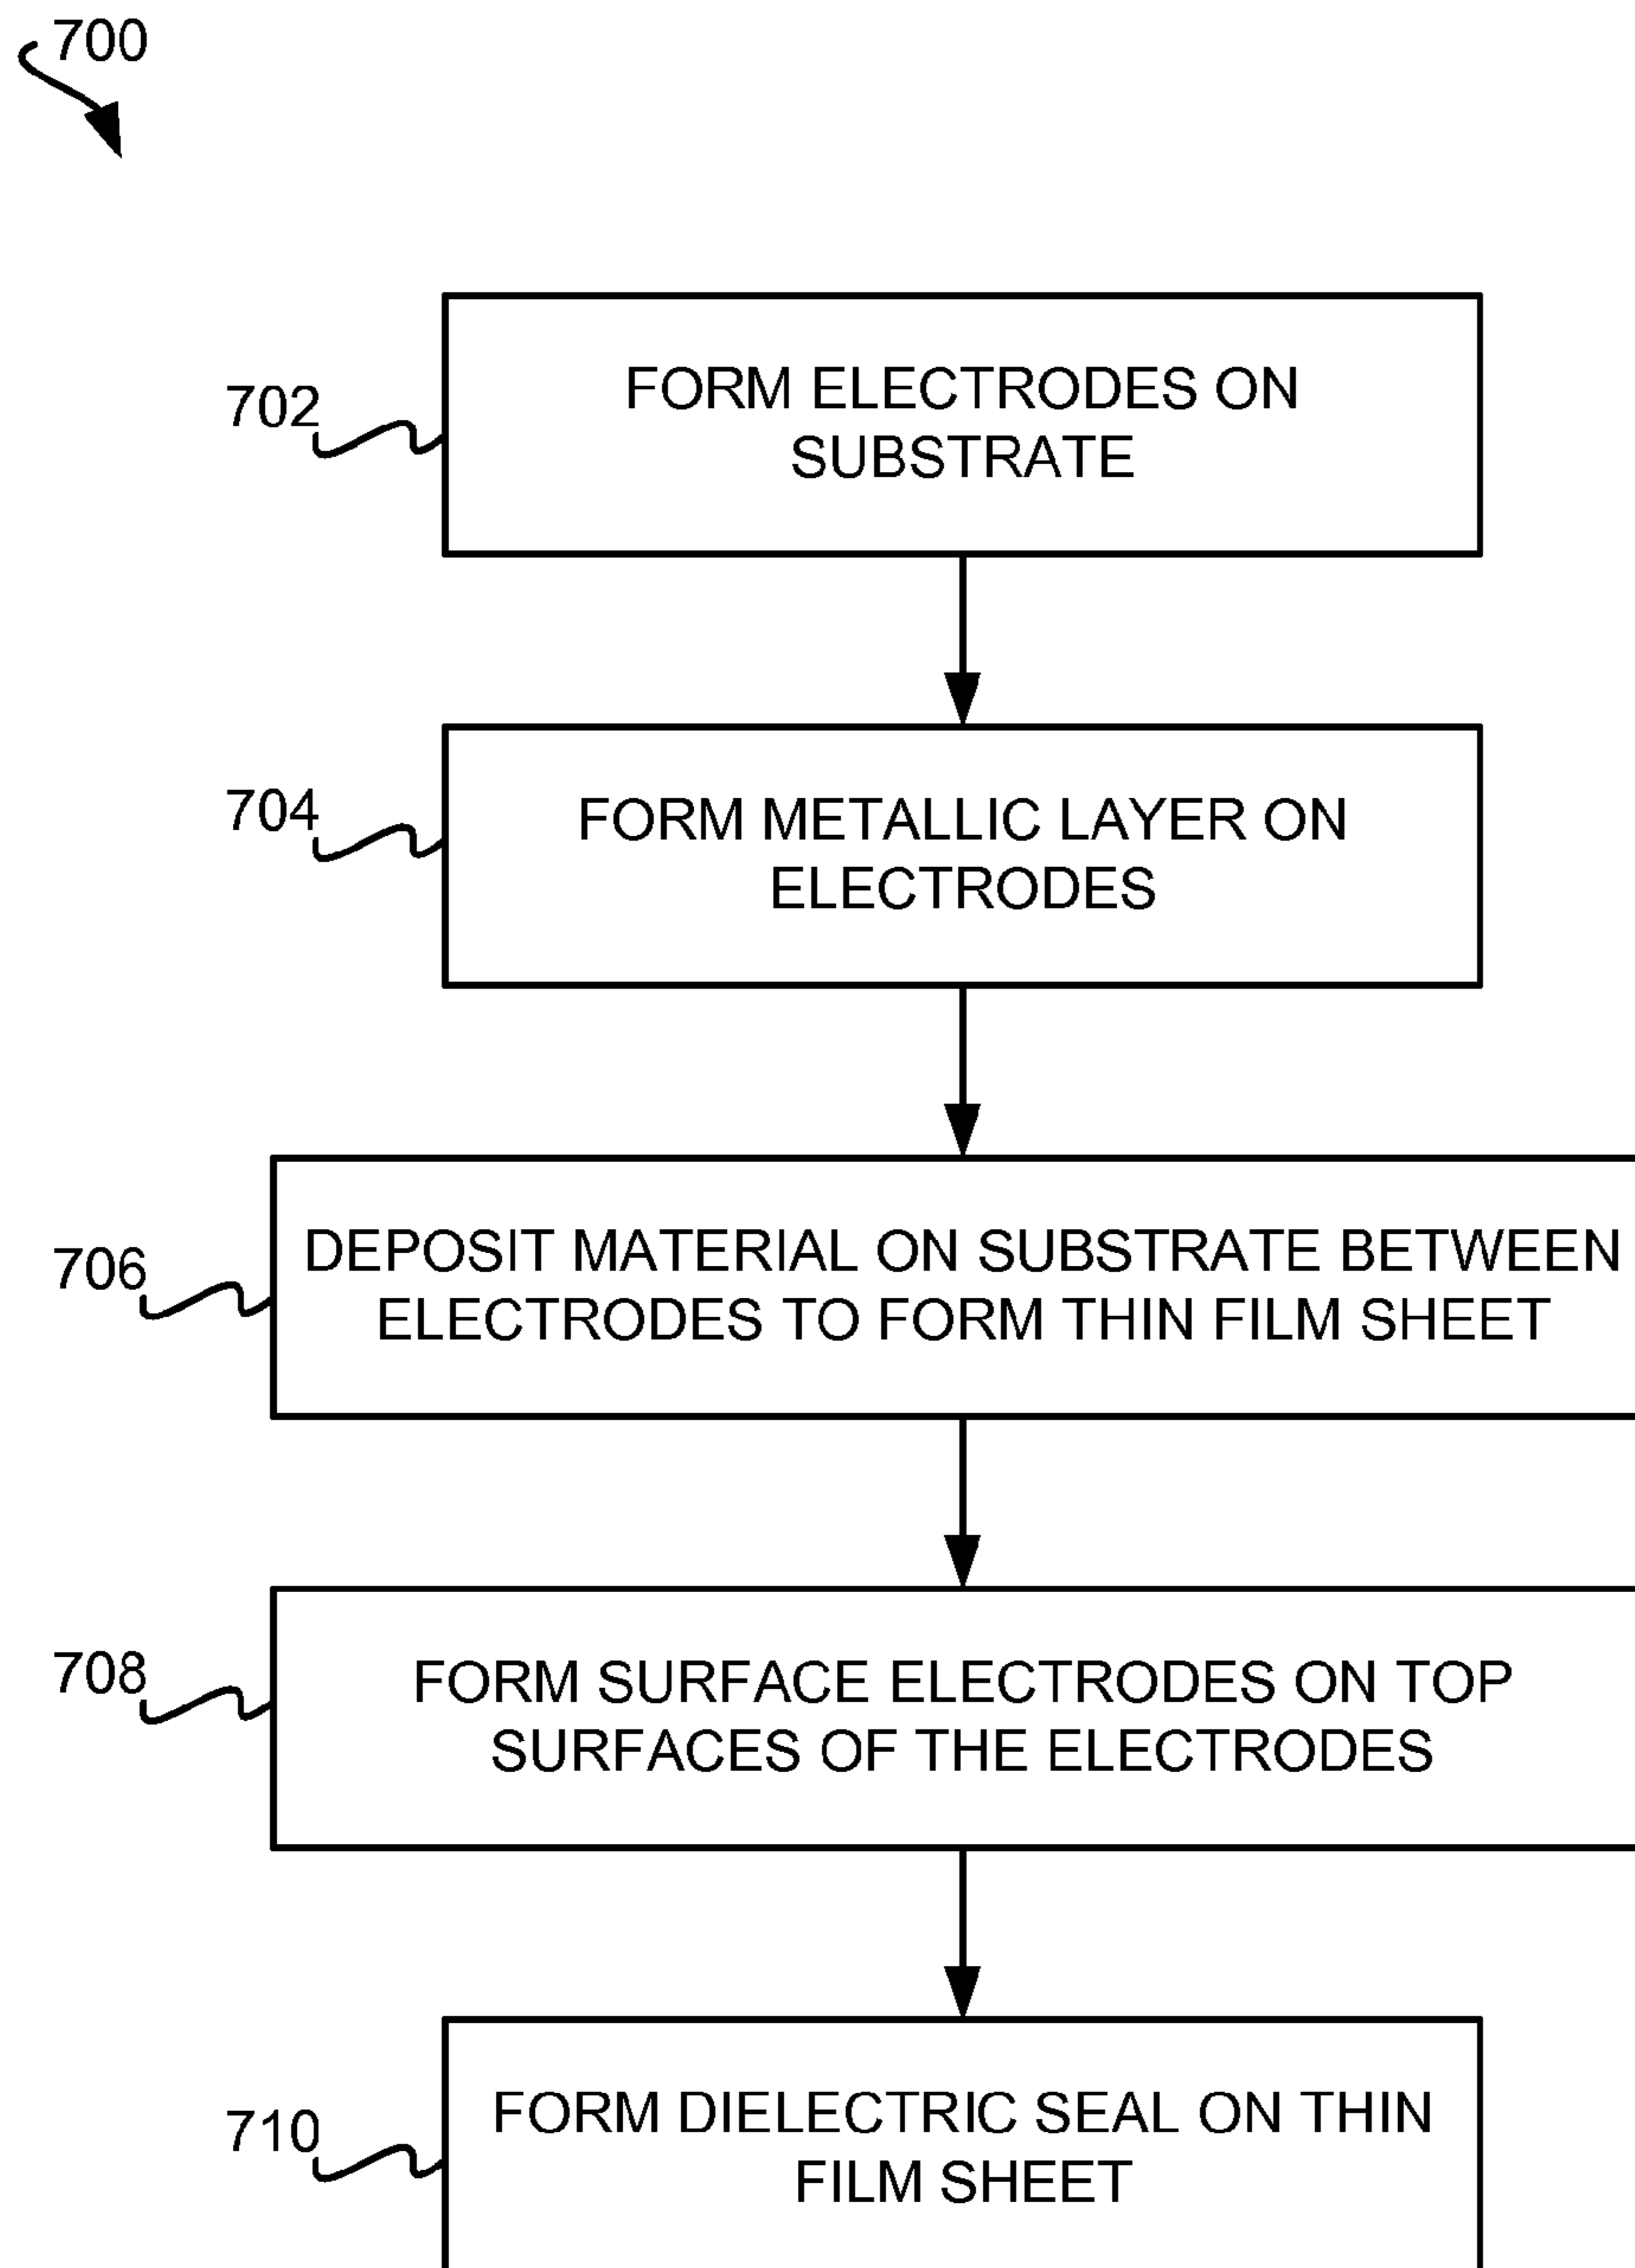 700
702
FORM ELECTRODES ON
SUBSTRATE
704
FORM METALLIC LAYER ON
ELECTRODES
706
DEPOSIT MATERIAL ON SUBSTRATE BETWEEN
ELECTRODES TO FORM THIN FILM SHEET
708
FORM SURFACE ELECTRODES ON TOP
SURFACES OF THE ELECTRODES
710
FORM DIELECTRIC SEAL ON THIN
FILM SHEET